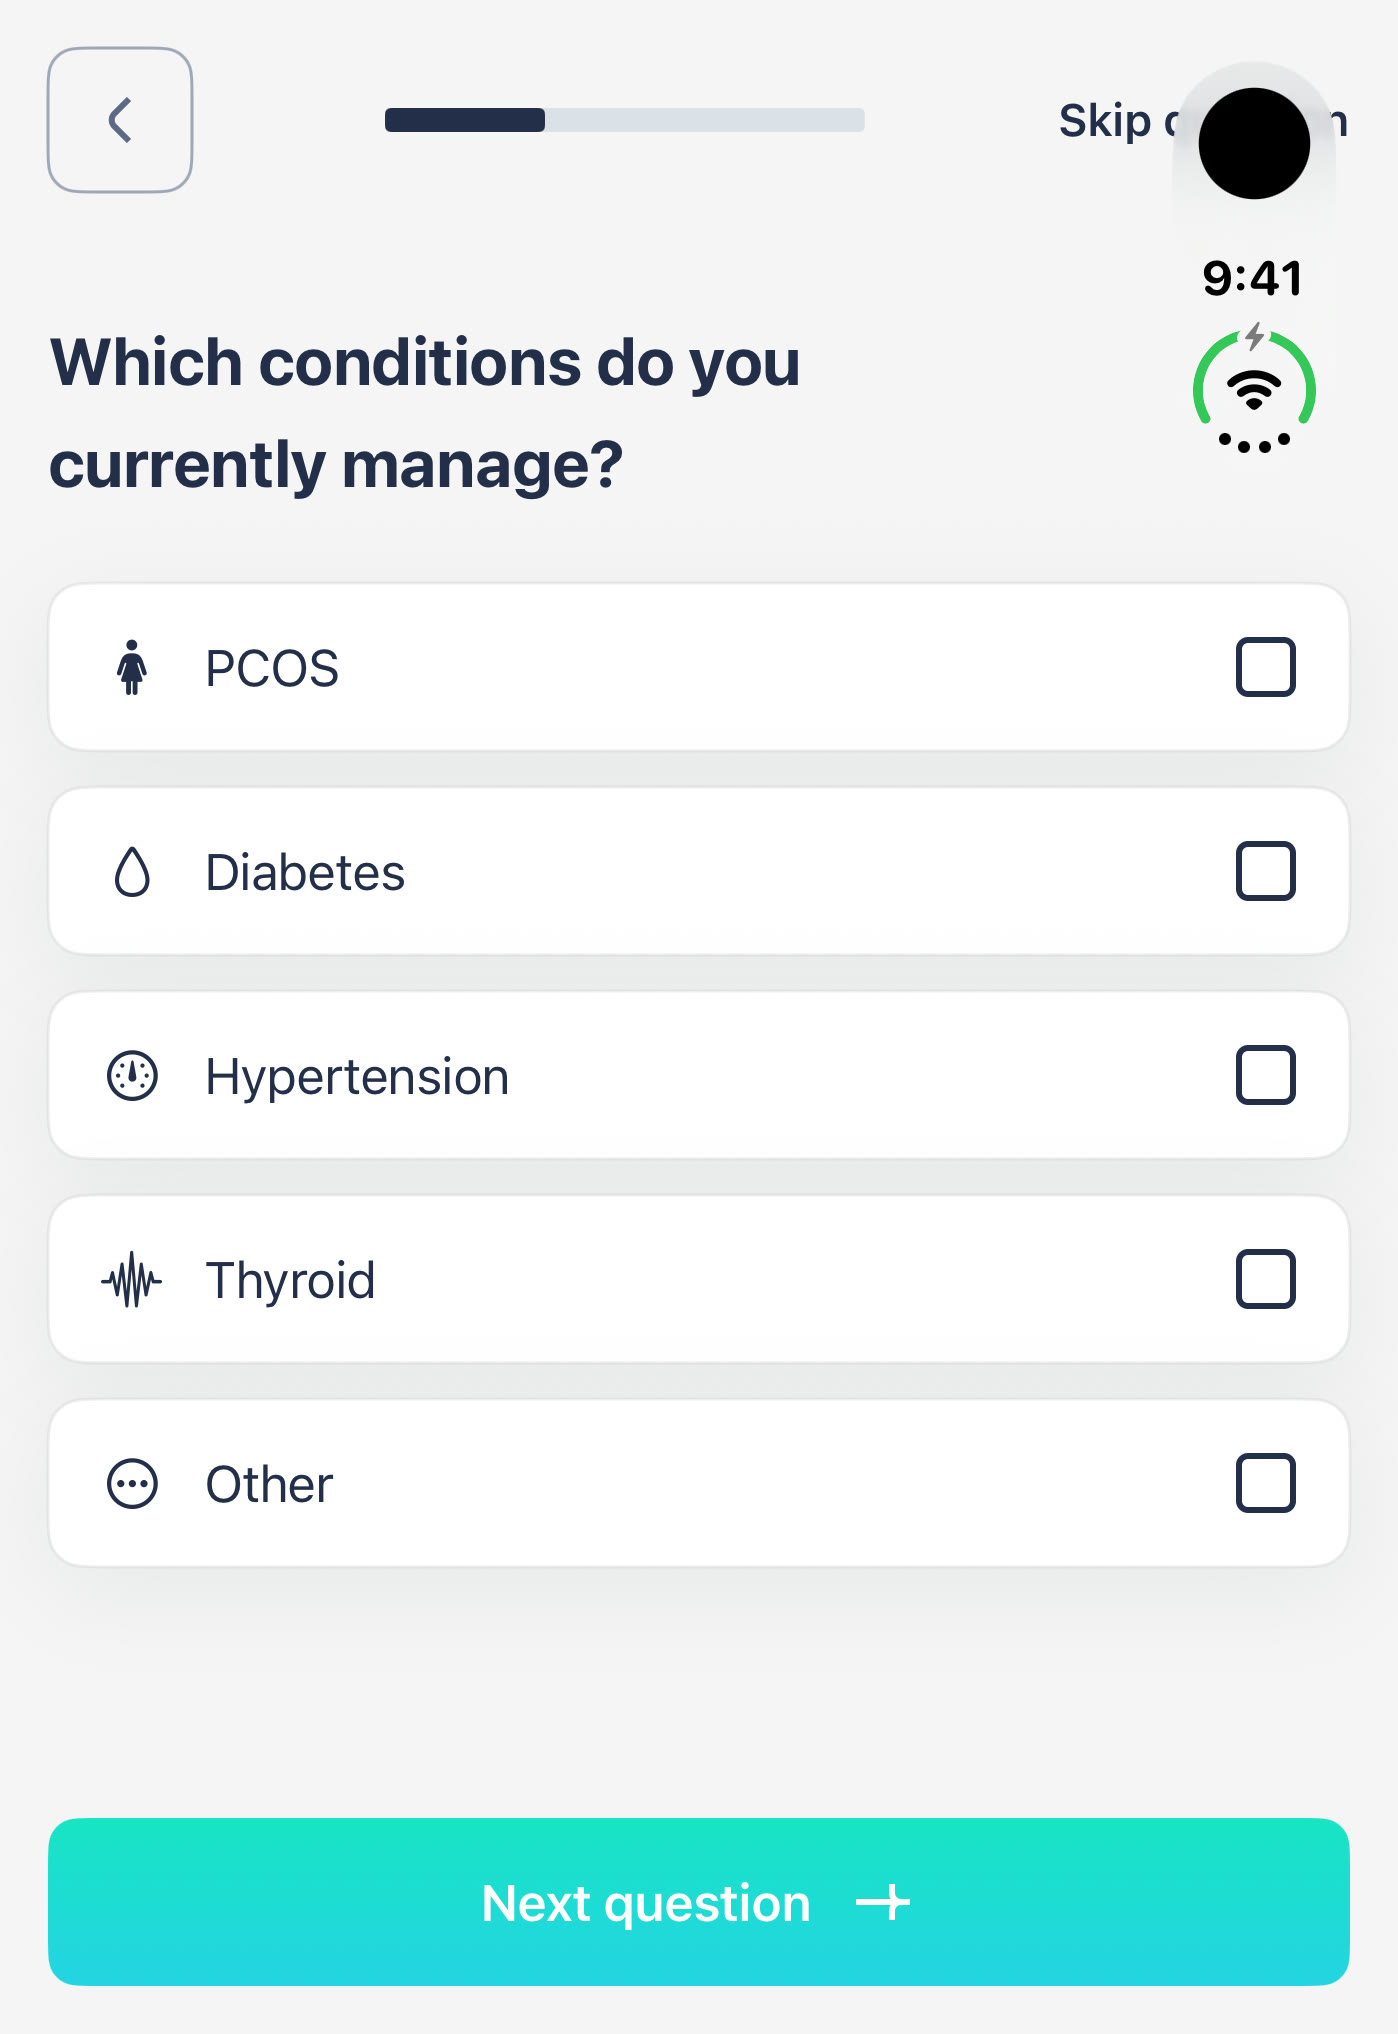 Skip
9:41
Which conditions do you
currently manage?
PCOS
Diabetes
Hypertension
Thyroid
Other
Next question